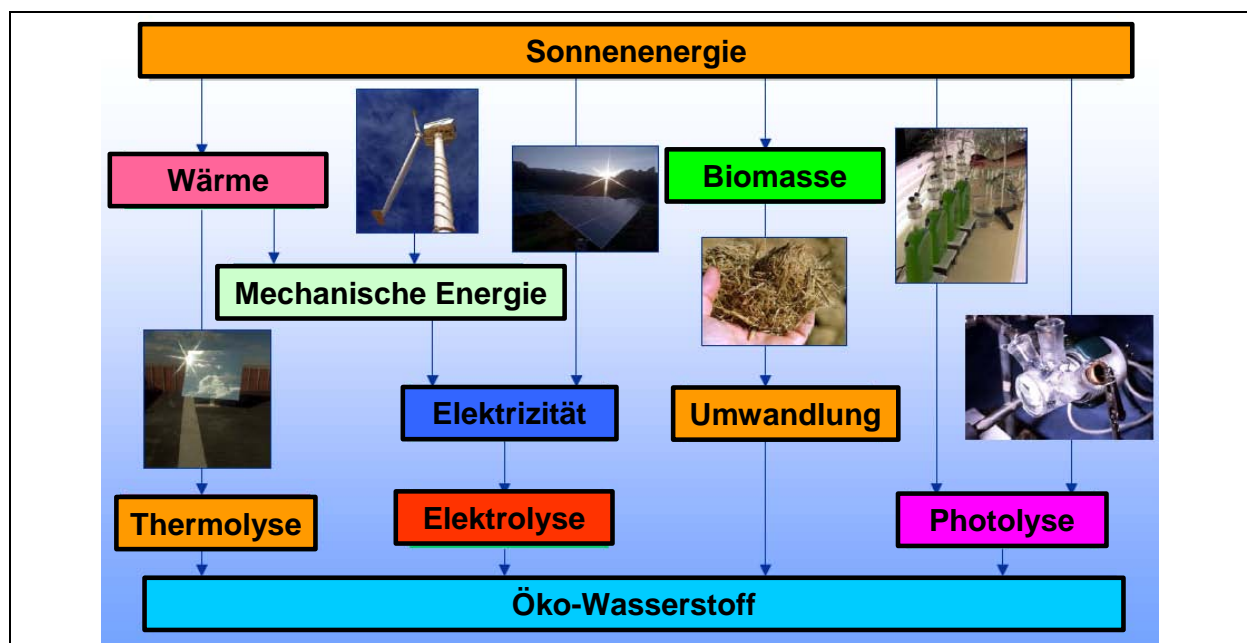 Sonnenenergie
Wärme
Biomasse
Mechanische Energie
Elektrizität
Umwandlung
Thermolyse
Elektrolyse
Photolyse
Öko-Wasserstoff